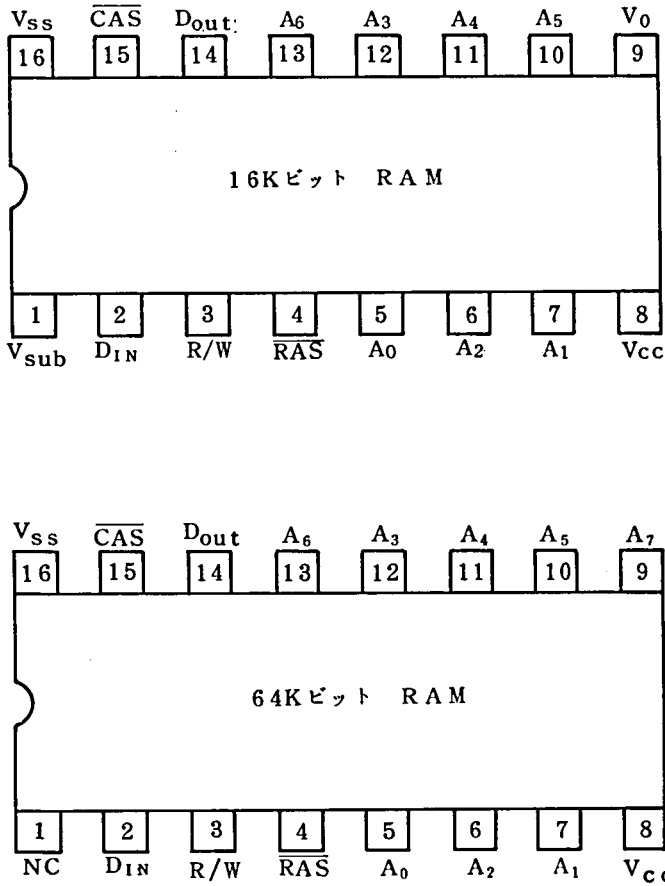 Vss CAS Dout A6 A3 A4 A5 V0
16 15 14 13 12 11 10 9
16Kビット RAM
1 2 3 4 5 6 7 8
Vsub DIN R/W RAS A0 A2 A1 Vcc
Vss CAS Dout A6 A3 A4 A5 A7
16 15 14 13 12 11 10 9
64Kビット RAM
1 2 3 4 5 6 7 8
NC DIN R/W RAS A0 A2 A1 Vcc